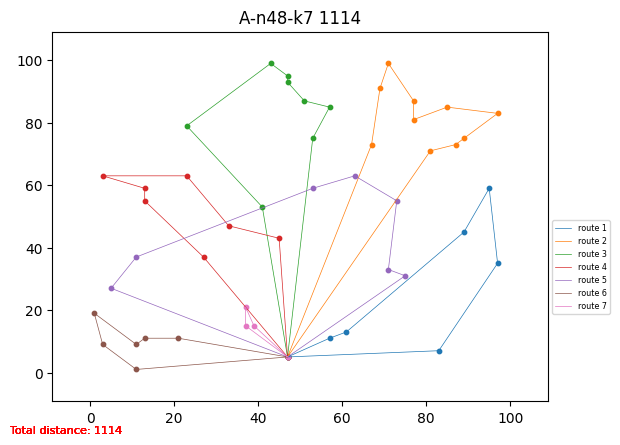 A-n48-k7 1114
100
80
60
40
20
0
0 20 40 60 80 100
route 1
route 2
route 3
route 4
route 5
route 6
route 7
Total distance: 1114